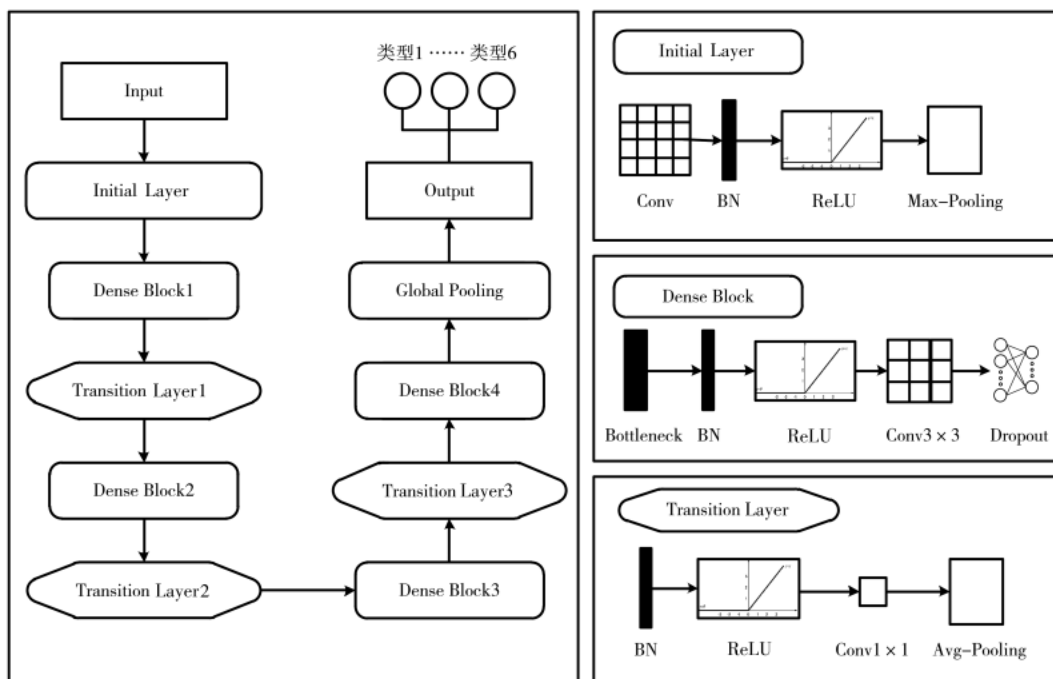 类型1 …… 类型6
Input
Initial Layer
Dense Block1
Transition Layer1
Dense Block2
Transition Layer2
Output
Global Pooling
Dense Block4
Transition Layer3
Dense Block3
Initial Layer
Conv
BN
ReLU
Max-Pooling
Dense Block
Bottleneck
BN
ReLU
Conv3 × 3
Dropout
Transition Layer
BN
ReLU
Conv1 × 1
Avg-Pooling